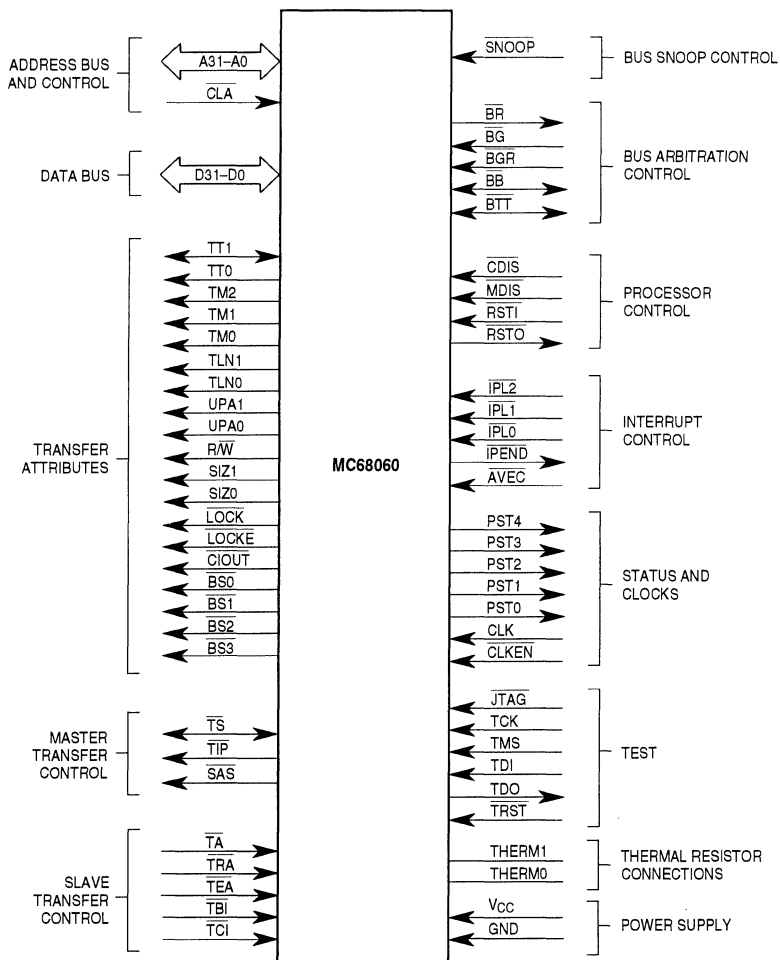 ADDRESS BUS
AND CONTROL
A31–A0
CLA
DATA BUS
D31–D0
TRANSFER
ATTRIBUTES
TT1
TT0
TM2
TM1
TM0
TLN1
TLN0
UPA1
UPA0
R/W
SIZ1
SIZ0
LOCK
LOCKE
CIOUT
BS0
BS1
BS2
BS3
MASTER
TRANSFER
CONTROL
TS
TIP
SAS
SLAVE
TRANSFER
CONTROL
TA
TRA
TEA
TBI
TCI
MC68060
SNOOP
BUS SNOOP CONTROL
BR
BG
BGR
BB
BTT
BUS ARBITRATION
CONTROL
CDIS
MDIS
RSTI
RSTO
PROCESSOR
CONTROL
IPL2
IPL1
IPL0
IPEND
AVEC
INTERRUPT
CONTROL
PST4
PST3
PST2
PST1
PST0
CLK
CLKEN
STATUS AND
CLOCKS
JTAG
TCK
TMS
TDI
TDO
TRST
TEST
THERM1
THERM0
THERMAL RESISTOR
CONNECTIONS
VCC
GND
POWER SUPPLY